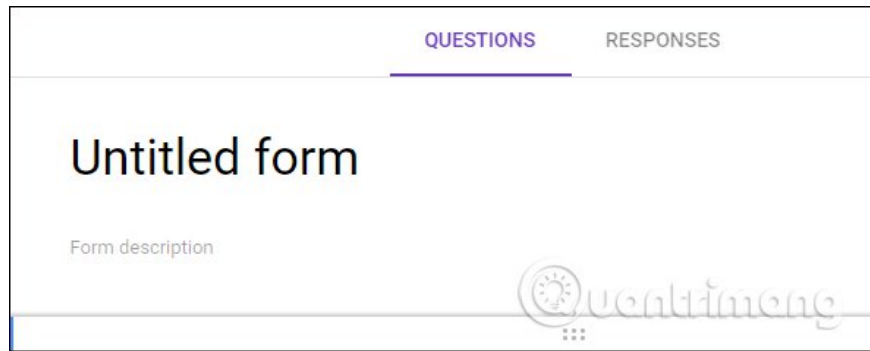 QUESTIONS RESPONSES
Untitled form
Form description
Quantrimang